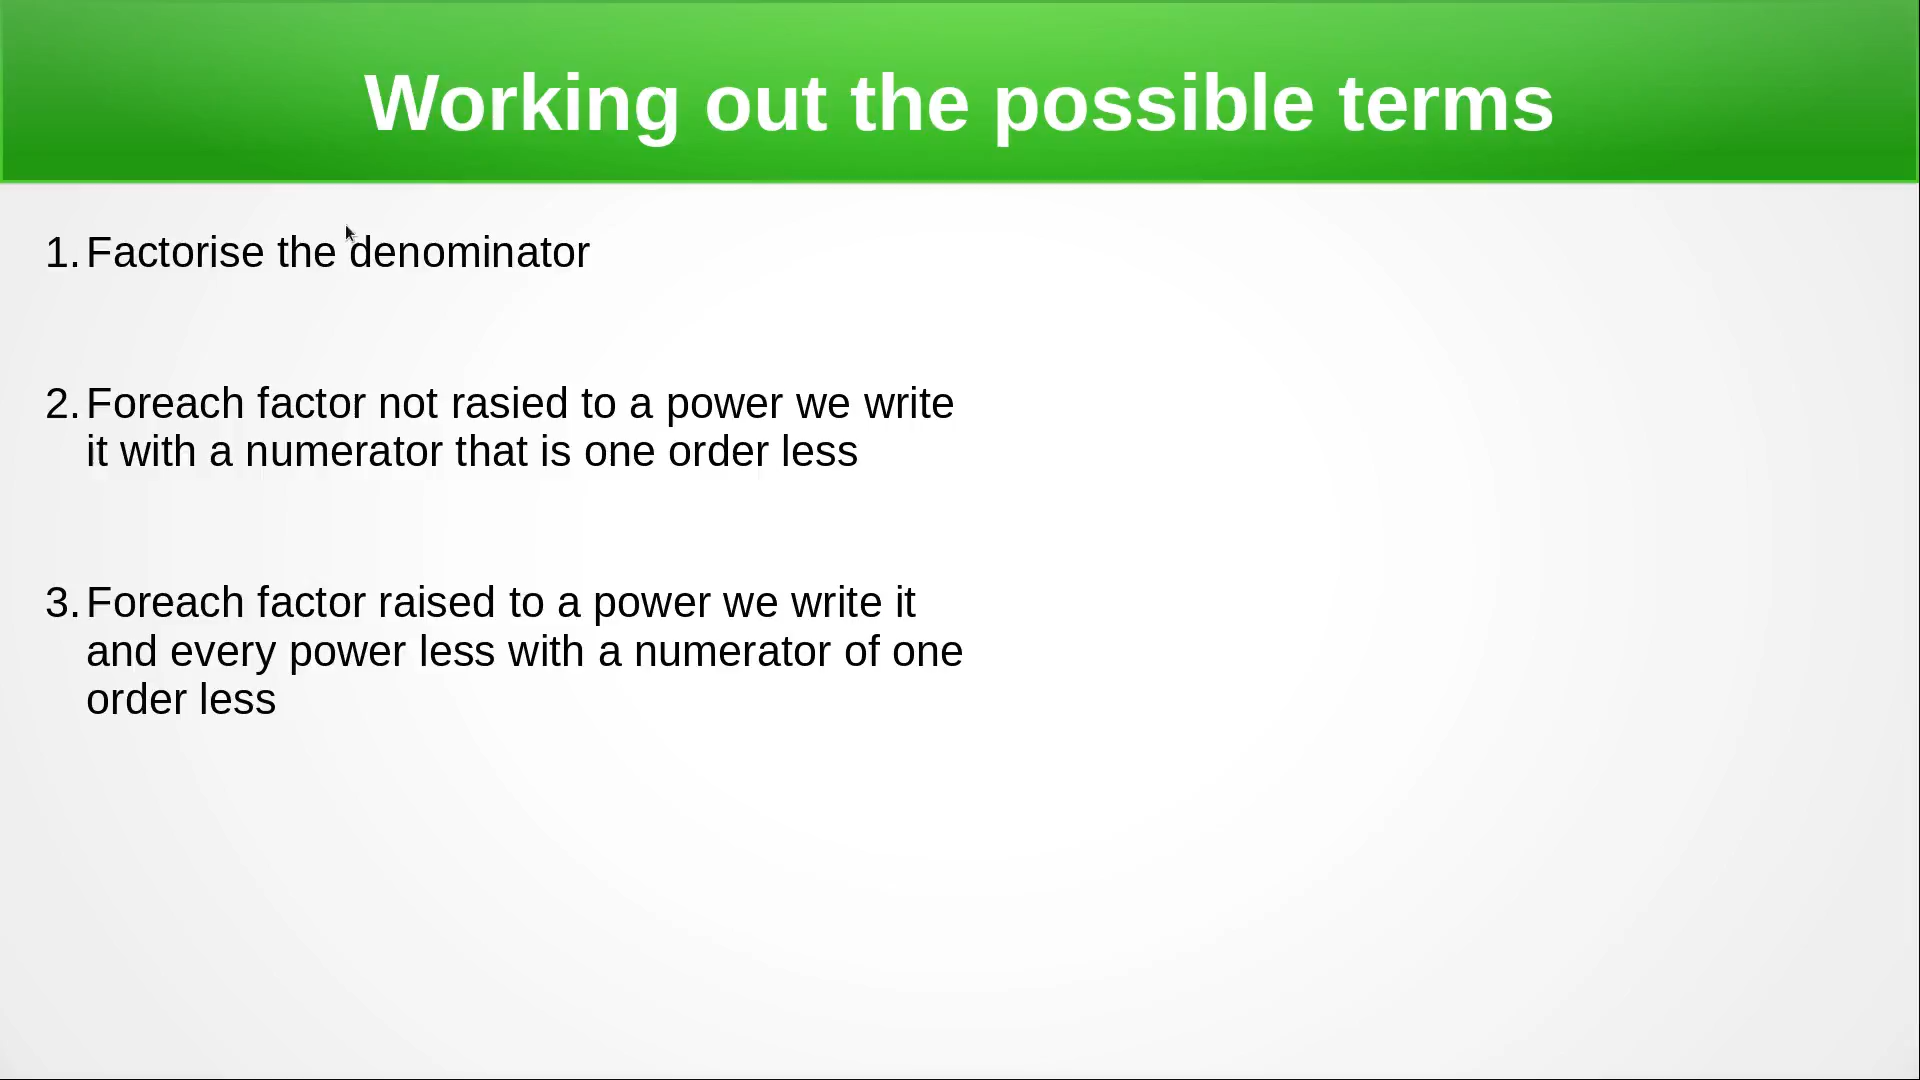 Working out the possible terms
1. Factorise the denominator
2. Foreach factor not rasied to a power we write
it with a numerator that is one order less
3. Foreach factor raised to a power we write it
and every power less with a numerator of one
order less